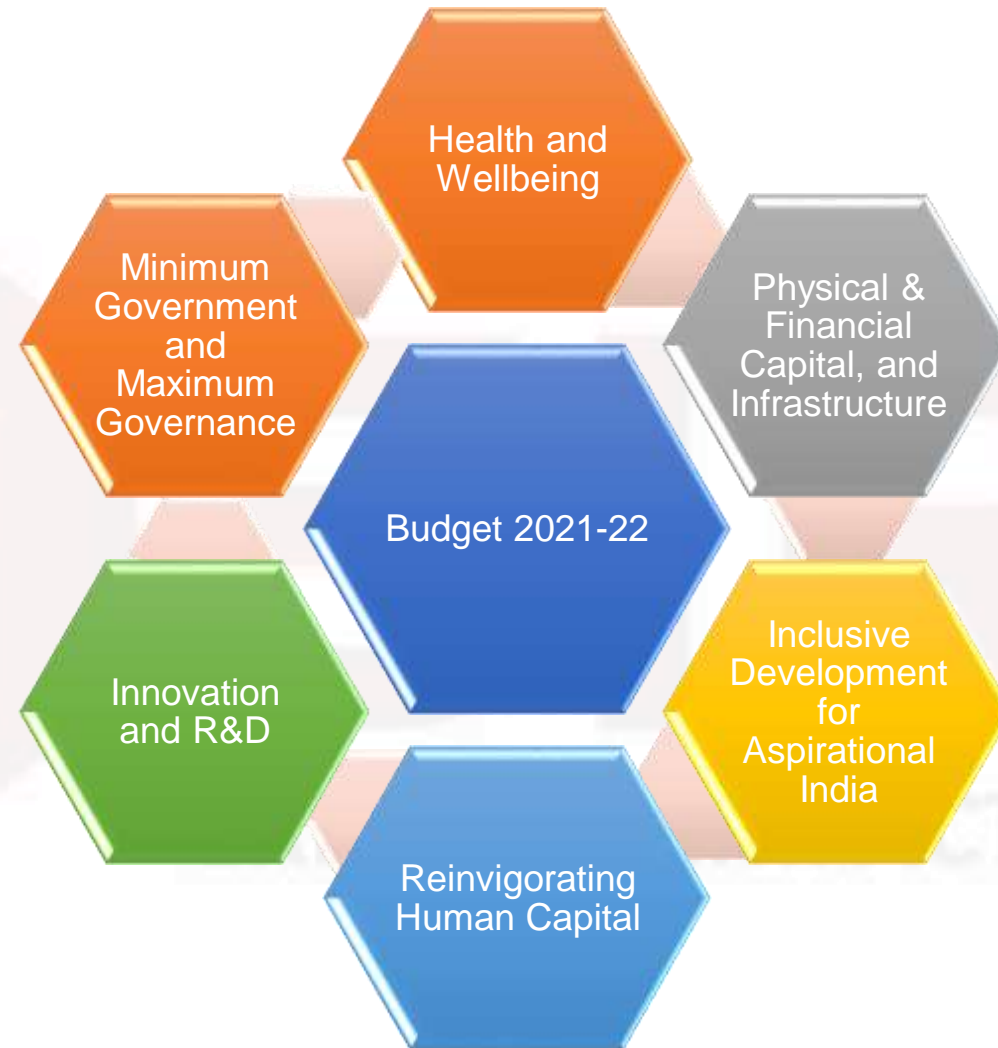 Health and
Wellbeing
Physical &
Financial
Capital, and
Infrastructure
Inclusive
Development
for
Aspirational
India
Reinvigorating
Human Capital
Innovation
and R&D
Minimum
Government
and
Maximum
Governance
Budget 2021-22